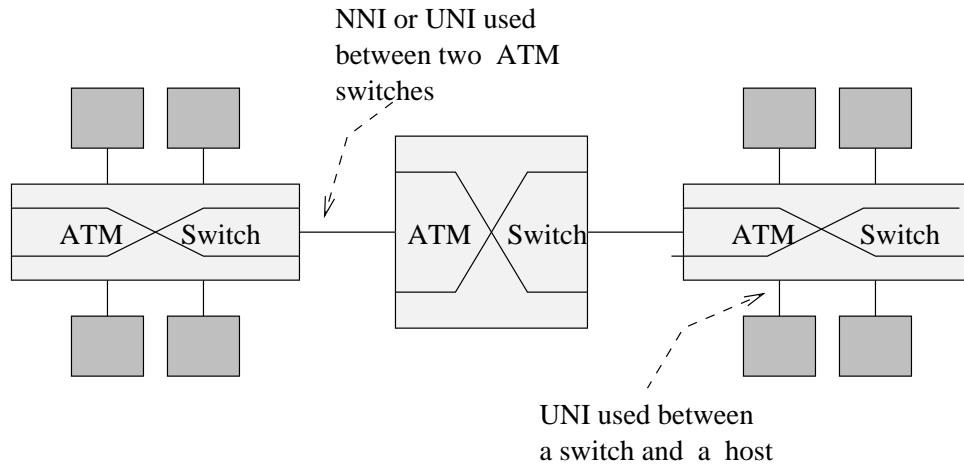 NNI or UNI used
between two ATM
switches
ATM Switch
ATM Switch
ATM Switch
UNI used between
a switch and a host